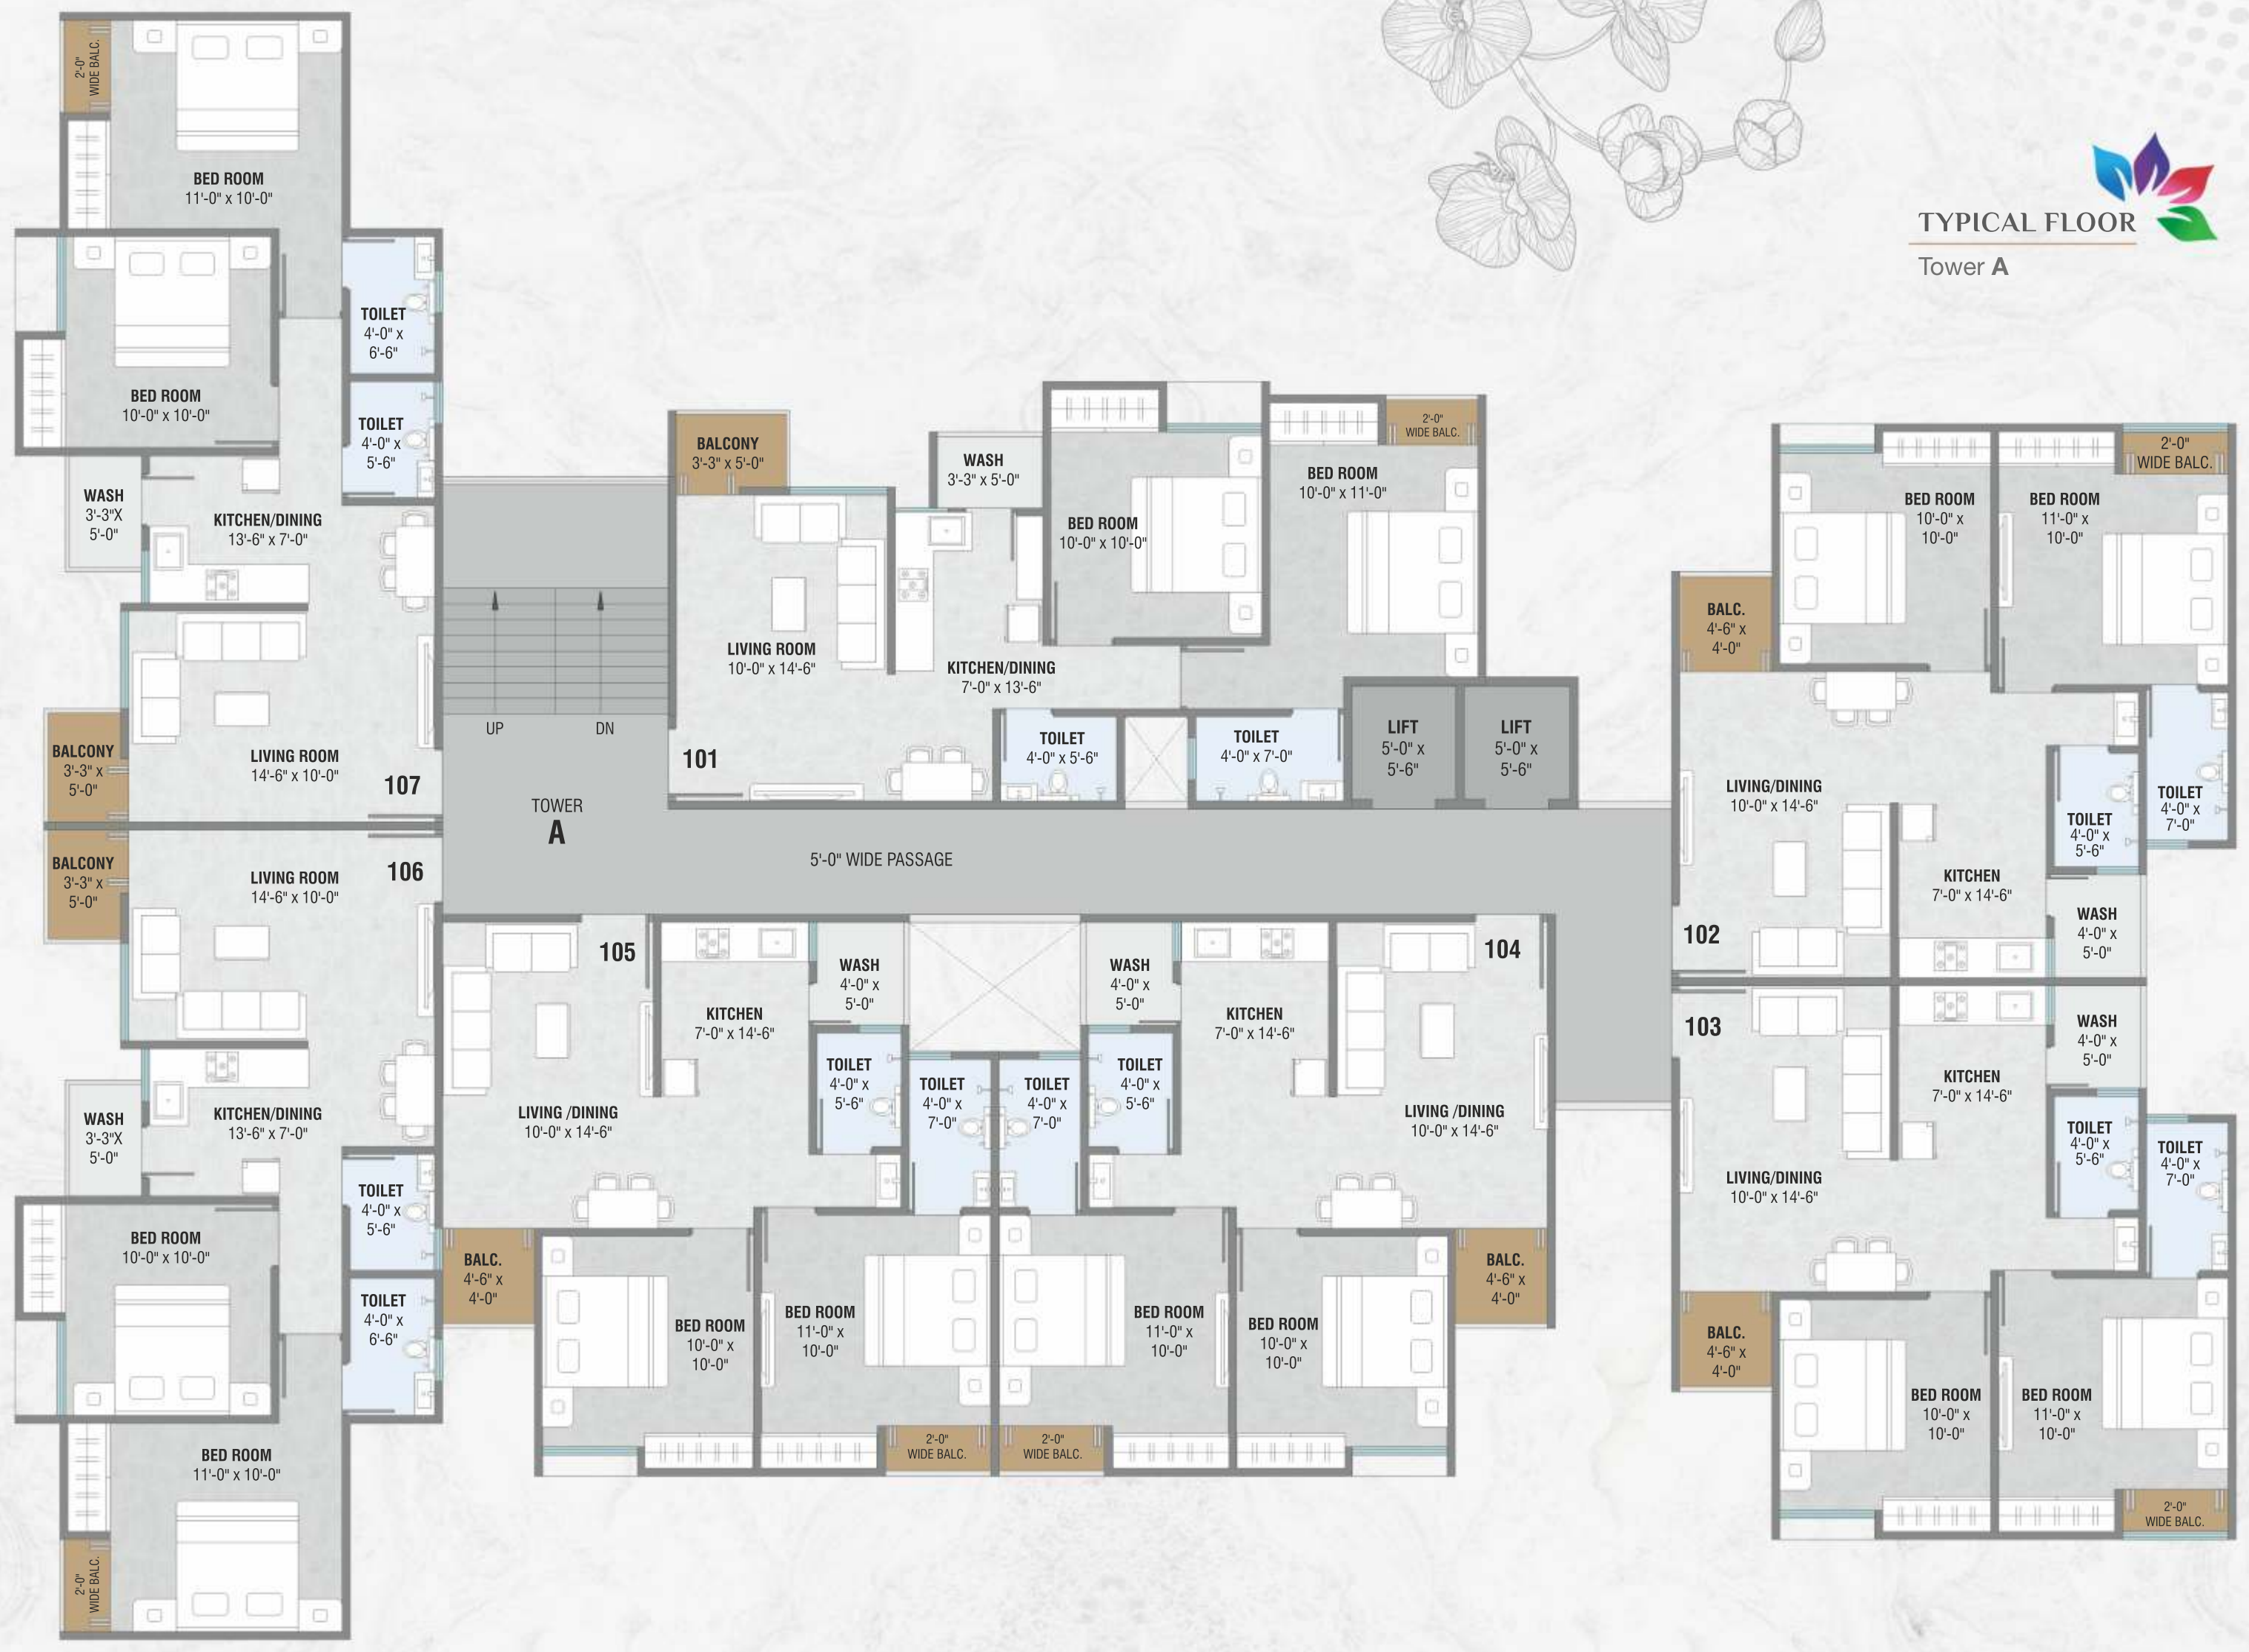 TYPICAL FLOOR
Tower A
2'-0"
WIDE BALC.
BED ROOM
11'-0" x 10'-0"
BED ROOM
10'-0" x 10'-0"
TOILET
4'-0" x
6'-6"
TOILET
4'-0" x
5'-6"
WASH
3'-3"X
5'-0"
KITCHEN/DINING
13'-6" x 7'-0"
LIVING ROOM
14'-6" x 10'-0"
BALCONY
3'-3" x
5'-0"
107
UP
DN
TOWER
A
5'-0" WIDE PASSAGE
BALCONY
3'-3" x 5'-0"
LIVING ROOM
10'-0" x 14'-6"
101
WASH
3'-3" x 5'-0"
KITCHEN/DINING
7'-0" x 13'-6"
BED ROOM
10'-0" x 10'-0"
2'-0"
WIDE BALC.
BED ROOM
10'-0" x 11'-0"
TOILET
4'-0" x 5'-6"
TOILET
4'-0" x 7'-0"
LIFT
5'-0" x
5'-6"
LIFT
5'-0" x
5'-6"
BED ROOM
10'-0" x
10'-0"
2'-0"
WIDE BALC.
BED ROOM
11'-0" x
10'-0"
BALC.
4'-6" x
4'-0"
LIVING/DINING
10'-0" x 14'-6"
TOILET
4'-0" x
5'-6"
TOILET
4'-0" x
7'-0"
KITCHEN
7'-0" x 14'-6"
WASH
4'-0" x
5'-0"
102
103
KITCHEN
7'-0" x 14'-6"
WASH
4'-0" x
5'-0"
TOILET
4'-0" x
5'-6"
TOILET
4'-0" x
7'-0"
LIVING/DINING
10'-0" x 14'-6"
BALC.
4'-6" x
4'-0"
BED ROOM
10'-0" x
10'-0"
BED ROOM
11'-0" x
10'-0"
2'-0"
WIDE BALC.
BALCONY
3'-3" x
5'-0"
LIVING ROOM
14'-6" x 10'-0"
106
KITCHEN/DINING
13'-6" x 7'-0"
WASH
3'-3"X
5'-0"
TOILET
4'-0" x
5'-6"
BED ROOM
10'-0" x 10'-0"
TOILET
4'-0" x
6'-6"
BED ROOM
11'-0" x 10'-0"
2'-0"
WIDE BALC.
105
KITCHEN
7'-0" x 14'-6"
WASH
4'-0" x
5'-0"
TOILET
4'-0" x
5'-6"
TOILET
4'-0" x
7'-0"
LIVING /DINING
10'-0" x 14'-6"
BALC.
4'-6" x
4'-0"
BED ROOM
10'-0" x
10'-0"
BED ROOM
11'-0" x
10'-0"
2'-0"
WIDE BALC.
104
WASH
4'-0" x
5'-0"
KITCHEN
7'-0" x 14'-6"
TOILET
4'-0" x
7'-0"
TOILET
4'-0" x
5'-6"
LIVING /DINING
10'-0" x 14'-6"
BALC.
4'-6" x
4'-0"
BED ROOM
11'-0" x
10'-0"
BED ROOM
10'-0" x
10'-0"
2'-0"
WIDE BALC.